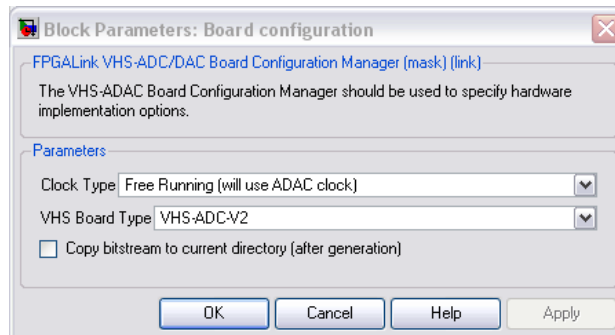 Block Parameters: Board configuration
FPGALink VHS-ADC/DAC Board Configuration Manager (mask) (link)
The VHS-ADAC Board Configuration Manager should be used to specify hardware
implementation options.
Parameters
Clock Type Free Running (will use ADAC clock)
VHS Board Type VHS-ADC-V2
Copy bitstream to current directory (after generation)
OK Cancel Help Apply